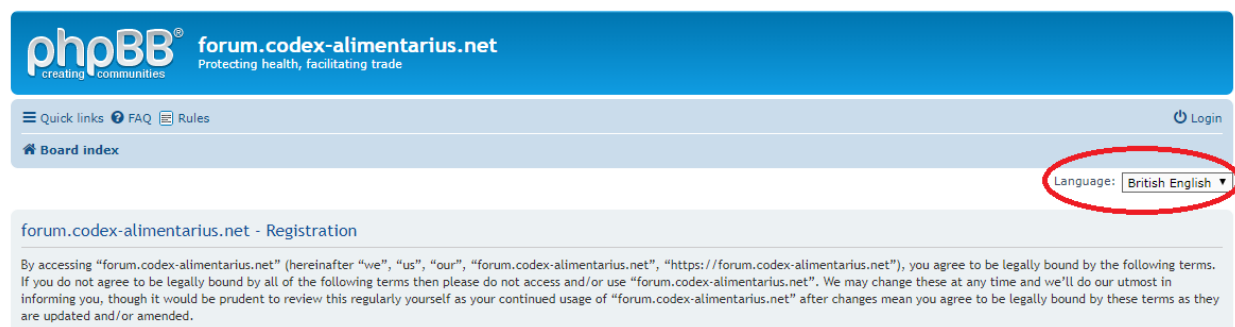 phpBB®
creating communities
forum.codex-alimentarius.net
Protecting health, facilitating trade
Quick links FAQ Rules
Login
Board index
Language: British English
forum.codex-alimentarius.net - Registration
By accessing “forum.codex-alimentarius.net” (hereinafter “we”, “us”, “our”, “forum.codex-alimentarius.net”, “https://forum.codex-alimentarius.net”), you agree to be legally bound by the following terms.
If you do not agree to be legally bound by all of the following terms then please do not access and/or use “forum.codex-alimentarius.net”. We may change these at any time and we’ll do our utmost in
informing you, though it would be prudent to review this regularly yourself as your continued usage of “forum.codex-alimentarius.net” after changes mean you agree to be legally bound by these terms as they
are updated and/or amended.